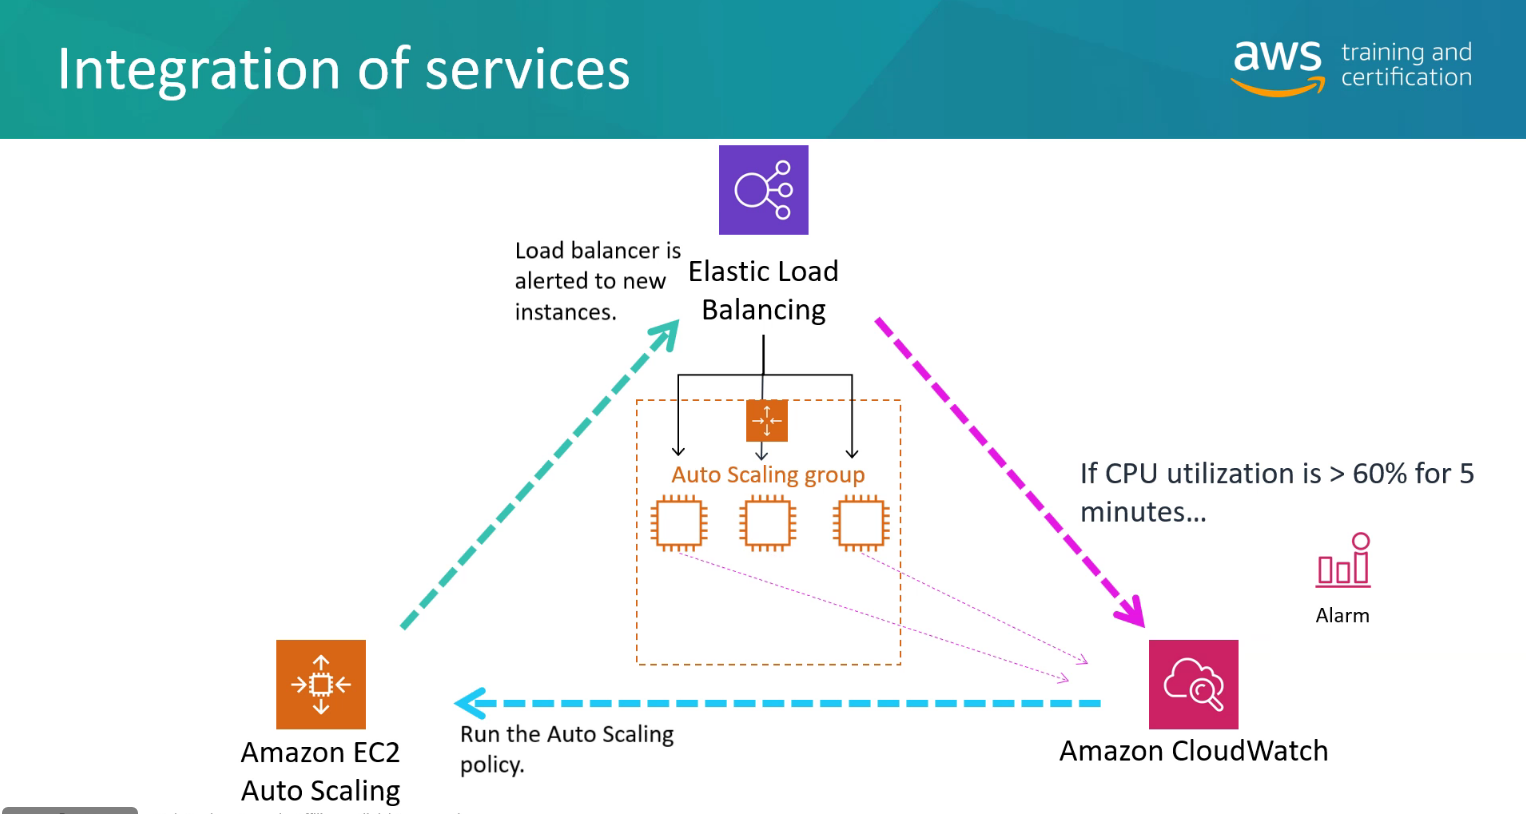 Integration of services
aws training and
certification
Load balancer is
alerted to new
instances.
Elastic Load
Balancing
Auto Scaling group
If CPU utilization is > 60% for 5
minutes...
Alarm
Amazon EC2
Auto Scaling
Run the Auto Scaling
policy.
Amazon CloudWatch